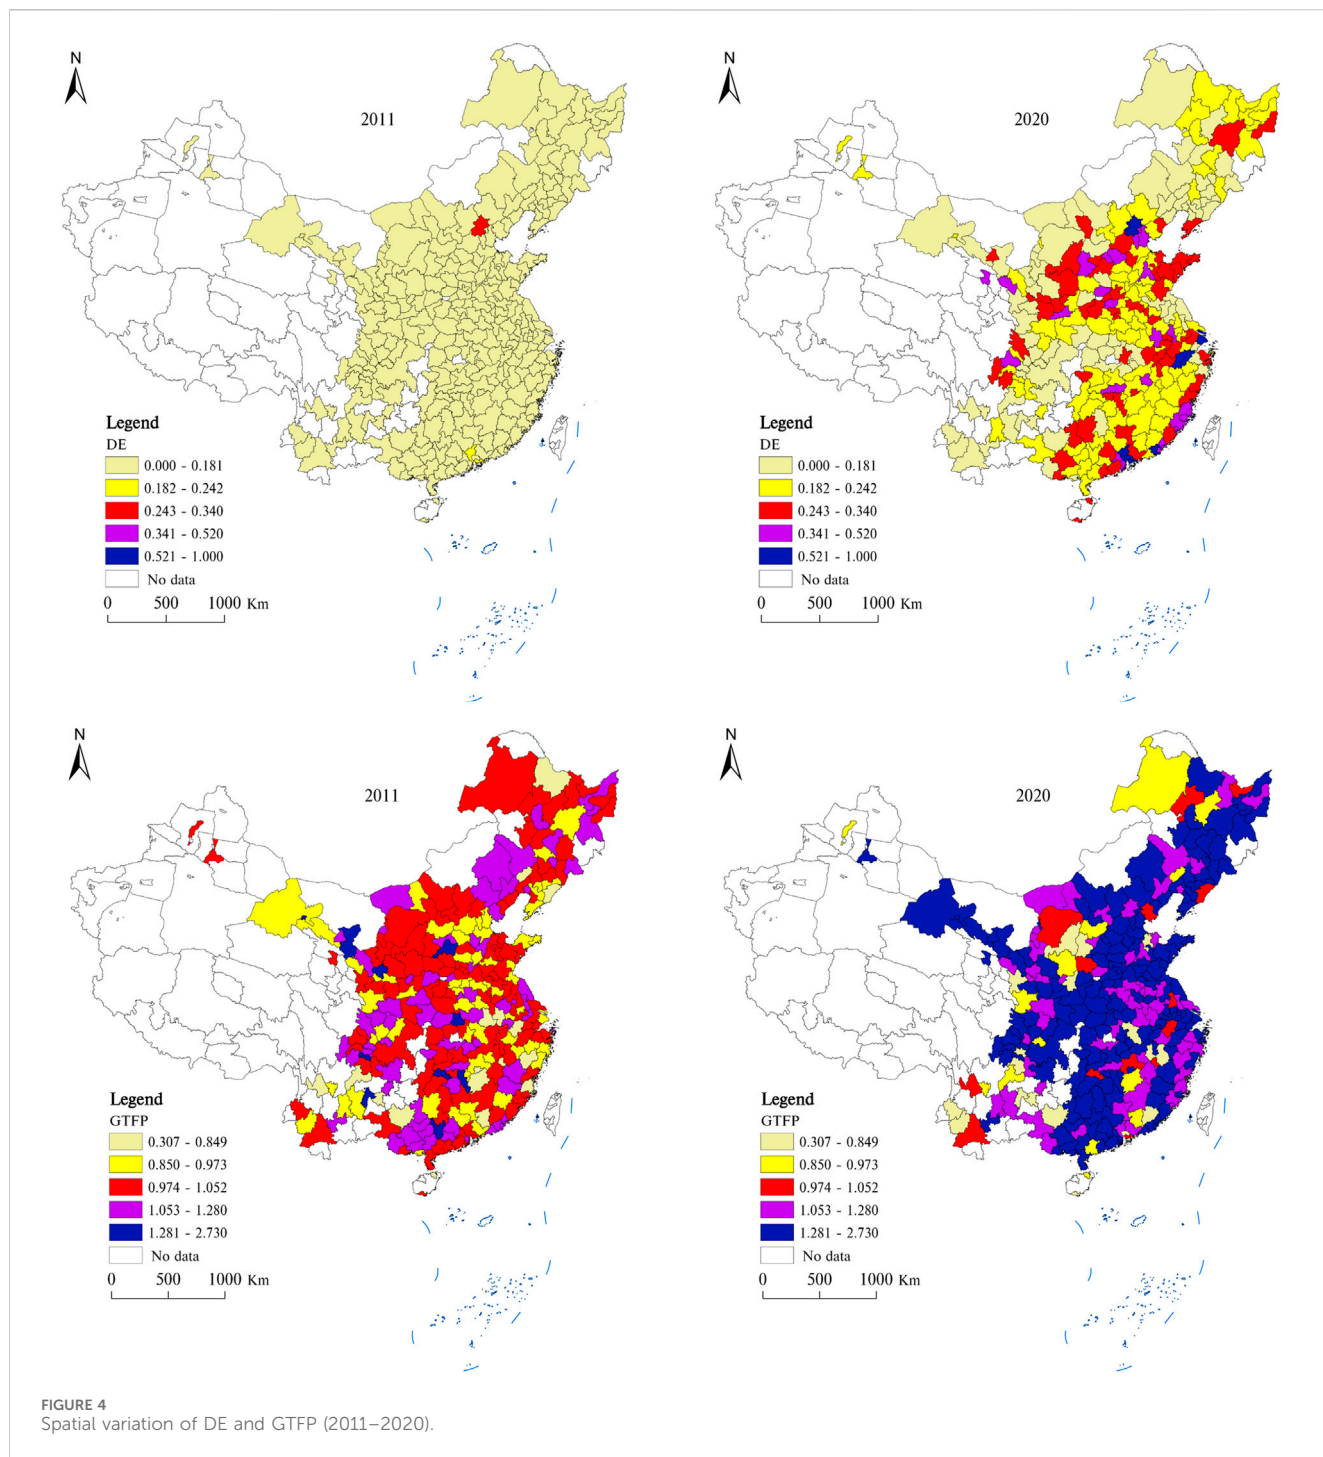 N
2011
Legend
DE
0.000 - 0.181
0.182 - 0.242
0.243 - 0.340
0.341 - 0.520
0.521 - 1.000
No data
0 500 1000 Km
N
2020
Legend
DE
0.000 - 0.181
0.182 - 0.242
0.243 - 0.340
0.341 - 0.520
0.521 - 1.000
No data
0 500 1000 Km
N
2011
Legend
GTFP
0.307 - 0.849
0.850 - 0.973
0.974 - 1.052
1.053 - 1.280
1.281 - 2.730
No data
0 500 1000 Km
N
2020
Legend
GTFP
0.307 - 0.849
0.850 - 0.973
0.974 - 1.052
1.053 - 1.280
1.281 - 2.730
No data
0 500 1000 Km
FIGURE 4
Spatial variation of DE and GTFP (2011–2020).